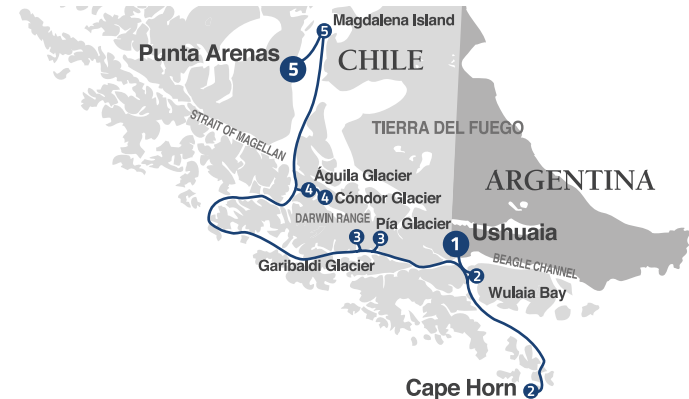 Magdalena Island
5
Punta Arenas
5
CHILE
STRAIT OF MAGELLAN
TIERRA DEL FUEGO
Águila Glacier
4
4
Cóndor Glacier
ARGENTINA
DARWIN RANGE
Pía Glacier
3
3
Garibaldi Glacier
1
Ushuaia
BEAGLE CHANNEL
2
Wulaia Bay
Cape Horn
2